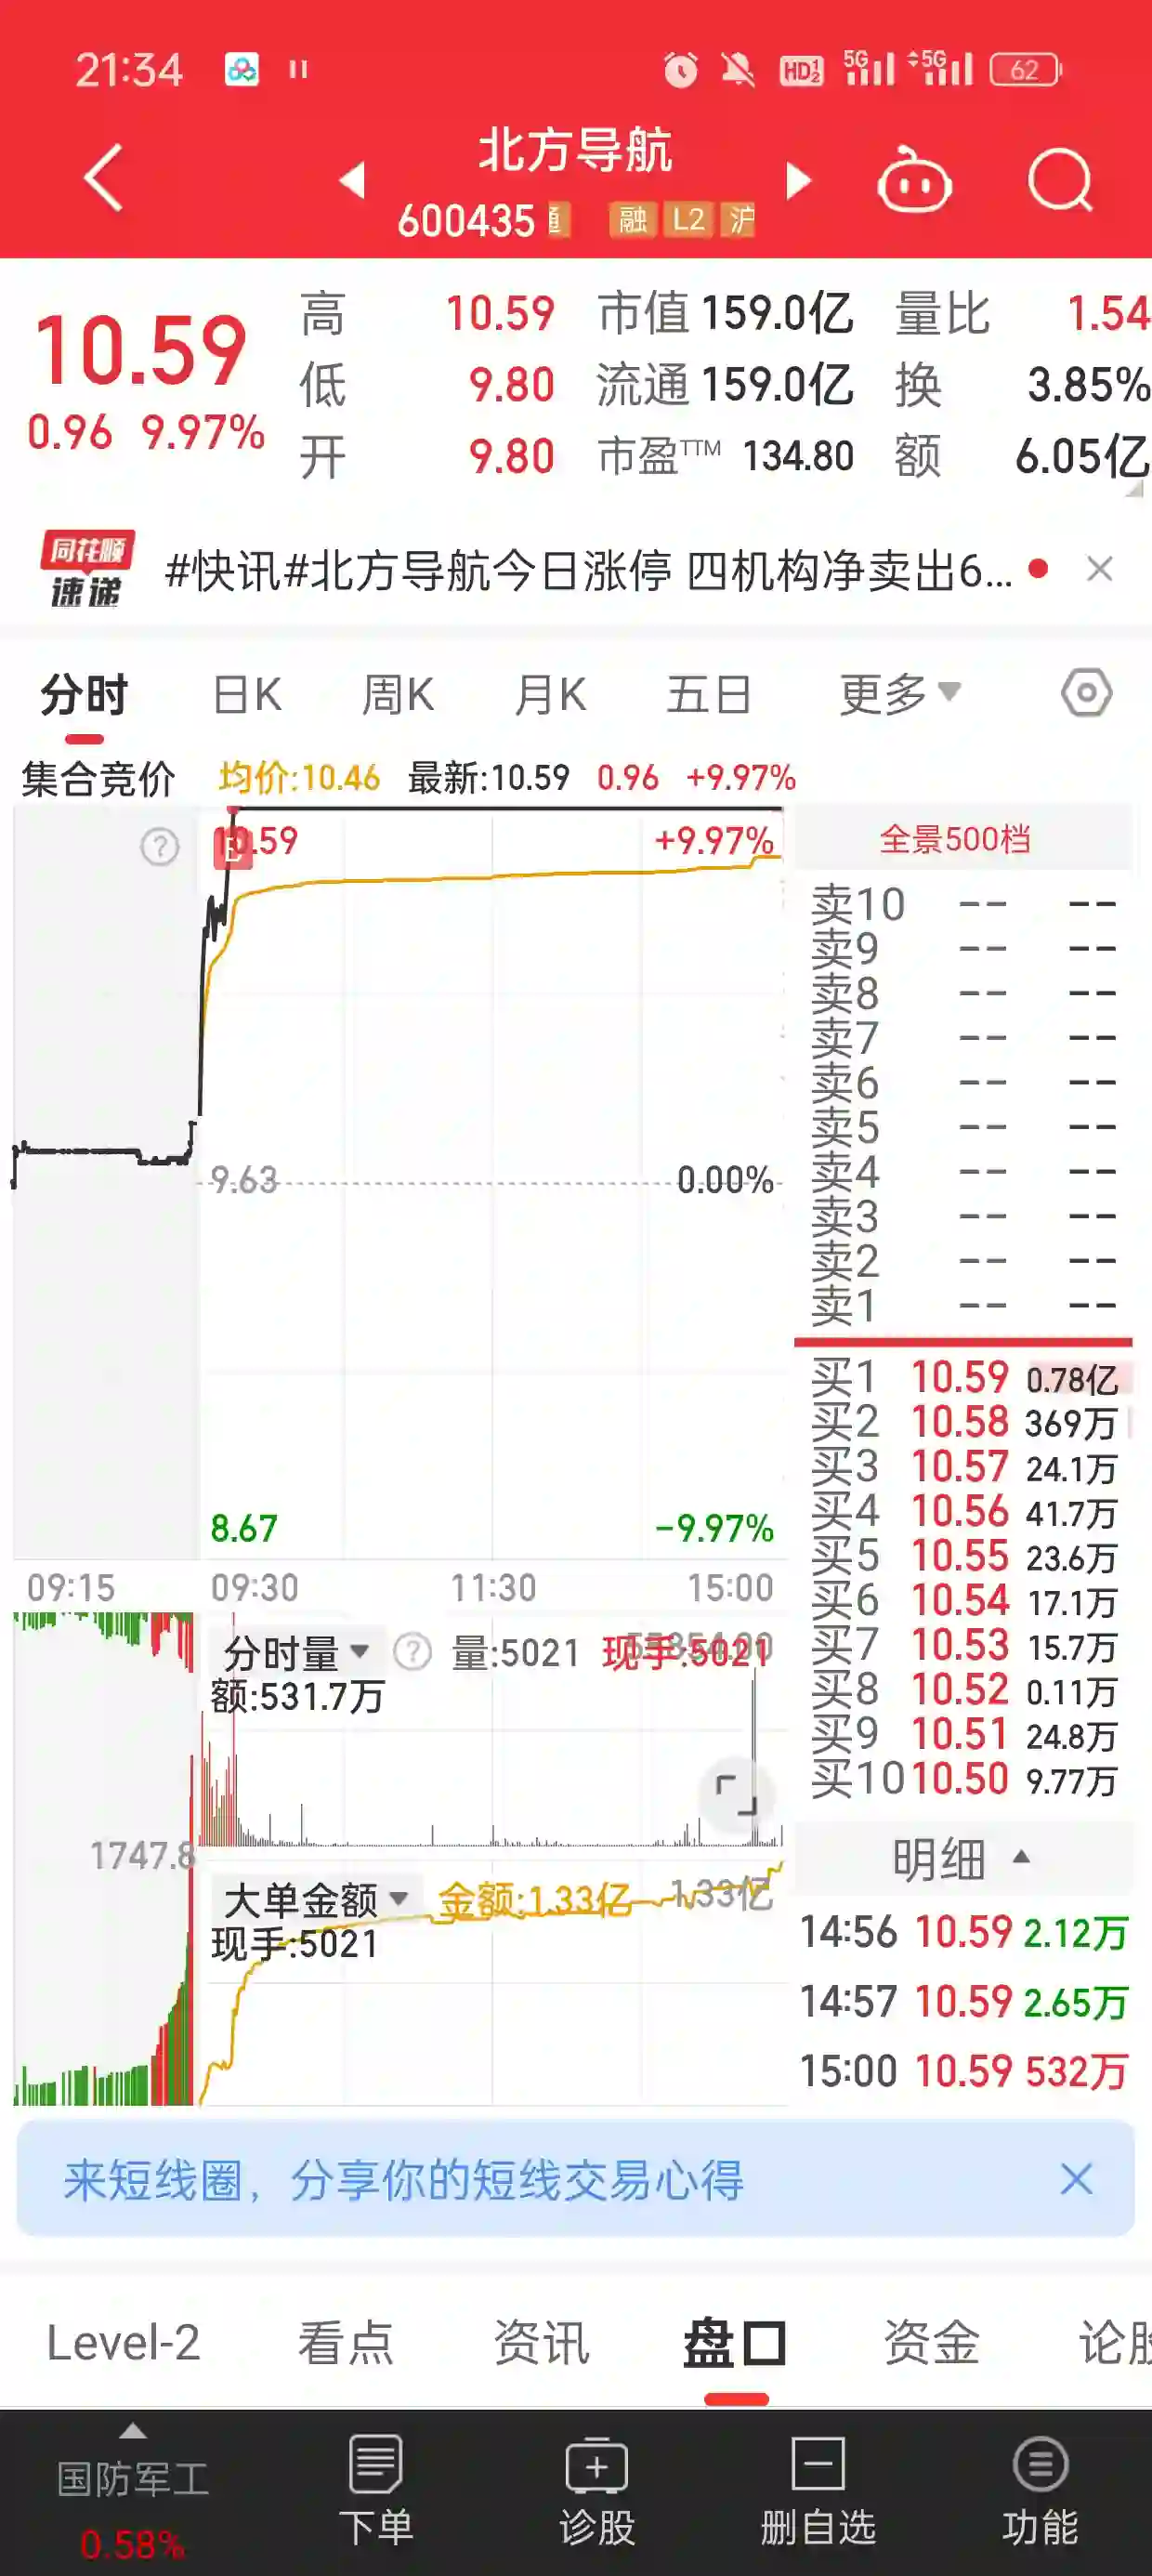 21:34
HD 1 2 5G 5G 62
北方导航
600435 融 L2 沪
10.59
0.96 9.97%
高 10.59 市值 159.0亿 量比 1.54
低 9.80 流通 159.0亿 换 3.85%
开 9.80 市盈TTM 134.80 额 6.05亿
同花顺
速递
#快讯#北方导航今日涨停 四机构净卖出6...
分时 日K 周K 月K 五日 更多
集合竞价 均价:10.46 最新:10.59 0.96 +9.97%
10.59 +9.97%
9.63 0.00%
8.67 -9.97%
09:15 09:30 11:30 15:00
分时量 ? 量:5021 现手:5021
额:531.7万
1747.8
大单金额 金额:1.33亿 1.33亿
现手:5021
全景500档
卖10 -- --
卖9 -- --
卖8 -- --
卖7 -- --
卖6 -- --
卖5 -- --
卖4 -- --
卖3 -- --
卖2 -- --
卖1 -- --
买1 10.59 0.78亿
买2 10.58 369万
买3 10.57 24.1万
买4 10.56 41.7万
买5 10.55 23.6万
买6 10.54 17.1万
买7 10.53 15.7万
买8 10.52 0.11万
买9 10.51 24.8万
买10 10.50 9.77万
明细
14:56 10.59 2.12万
14:57 10.59 2.65万
15:00 10.59 532万
来短线圈，分享你的短线交易心得
Level-2 看点 资讯 盘口 资金 论股
国防军工 下单 诊股 删自选 功能
0.58%